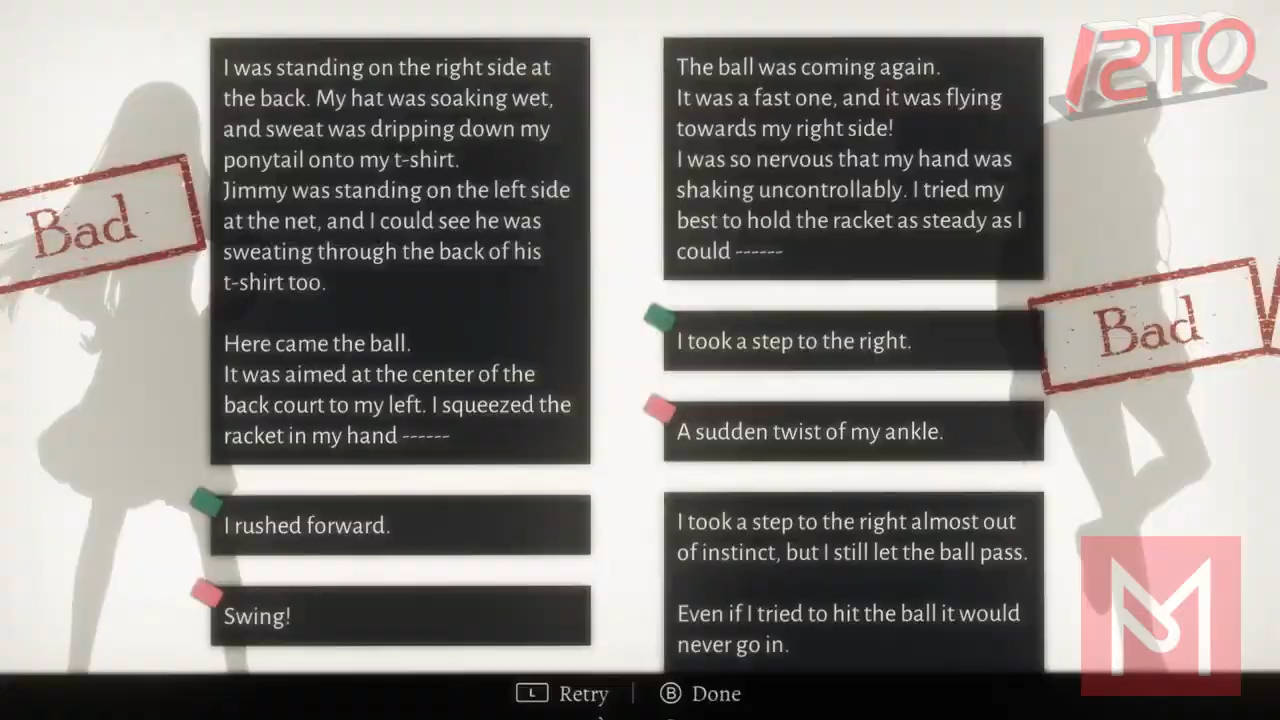 I was standing on the right side at
the back. My hat was soaking wet,
and sweat was dripping down my
ponytail onto my t-shirt.
Jimmy was standing on the left side
at the net, and I could see he was
sweating through the back of his
t-shirt too.
Here came the ball.
It was aimed at the center of the
back court to my left. I squeezed the
racket in my hand ------
I rushed forward.
Swing!
Bad
The ball was coming again.
It was a fast one, and it was flying
towards my right side!
I was so nervous that my hand was
shaking uncontrollably. I tried my
best to hold the racket as steady as I
could ------
I took a step to the right.
A sudden twist of my ankle.
I took a step to the right almost out
of instinct, but I still let the ball pass.
Even if I tried to hit the ball it would
never go in.
Bad
L Retry
B Done